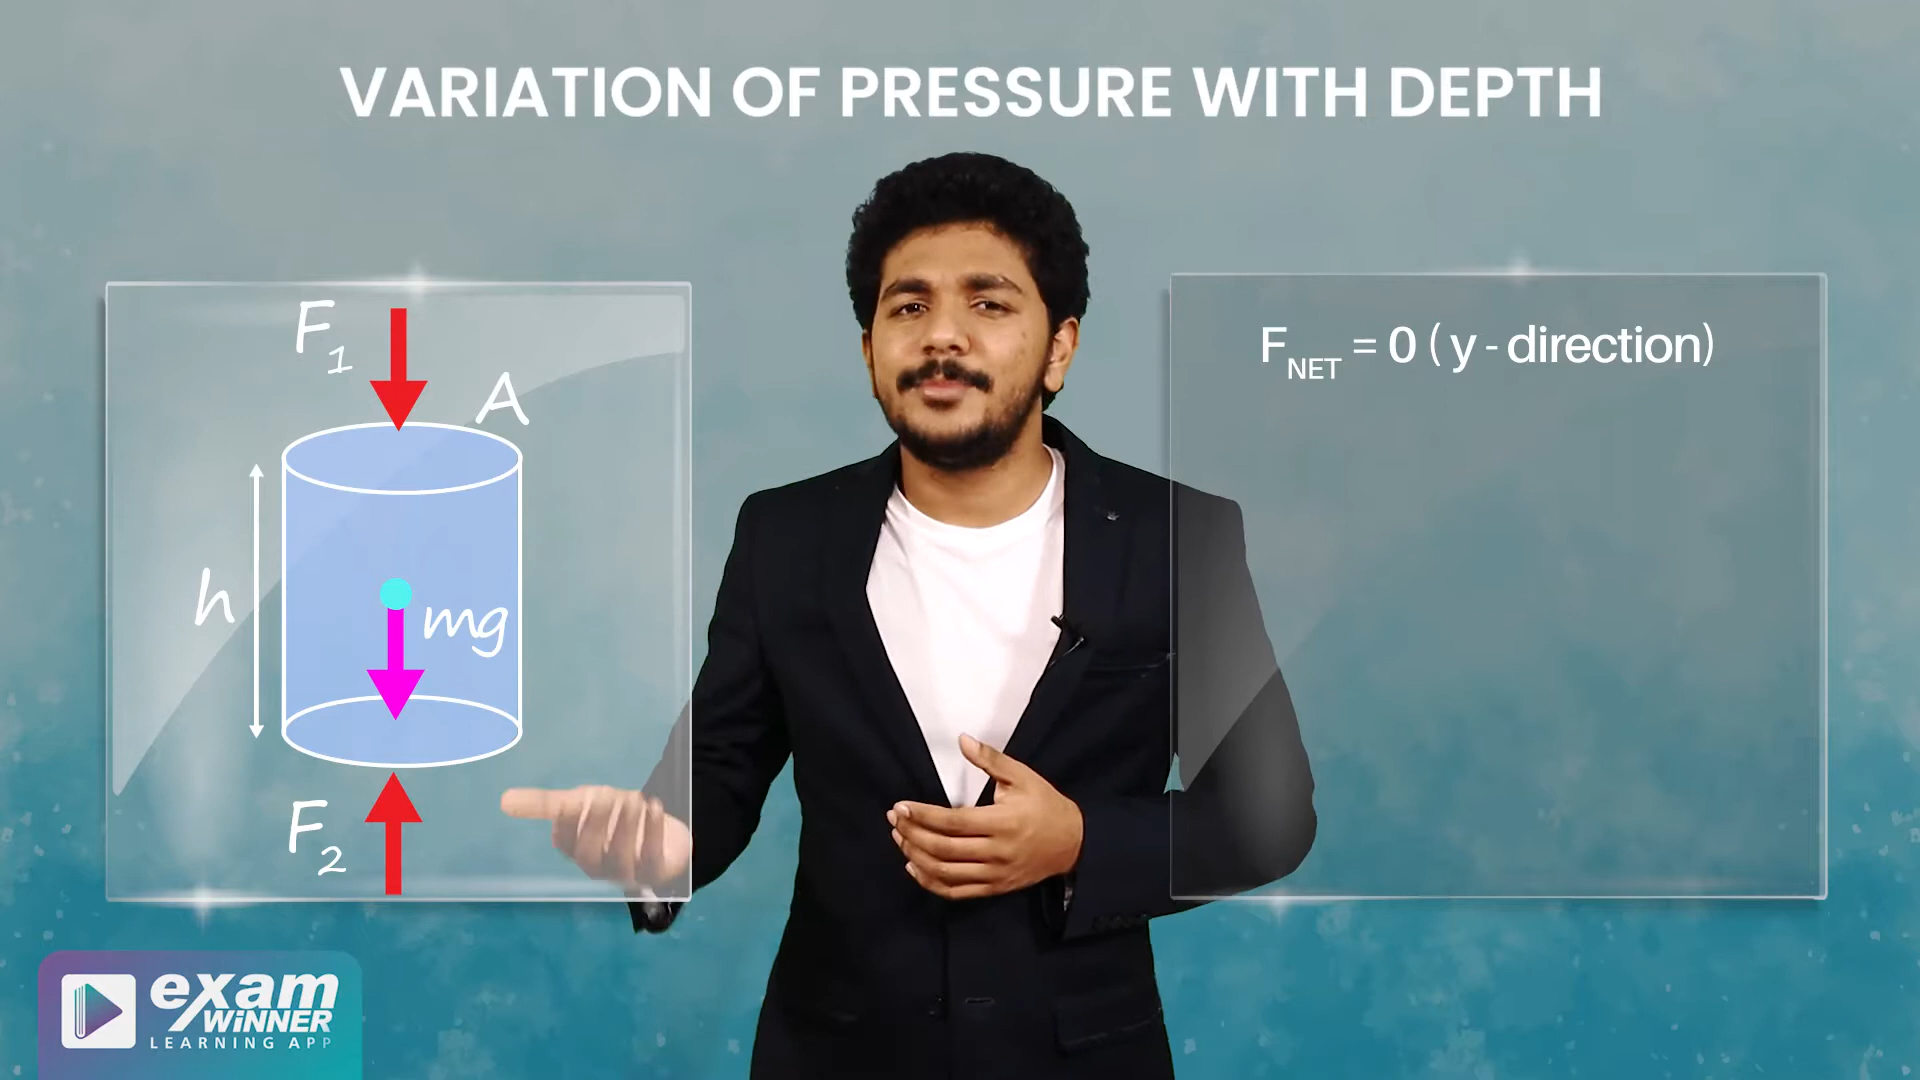 VARIATION OF PRESSURE WITH DEPTH
F1
A
h
mg
F2
FNET = 0 ( y - direction)
exam
WiNNER
LEARNING APP